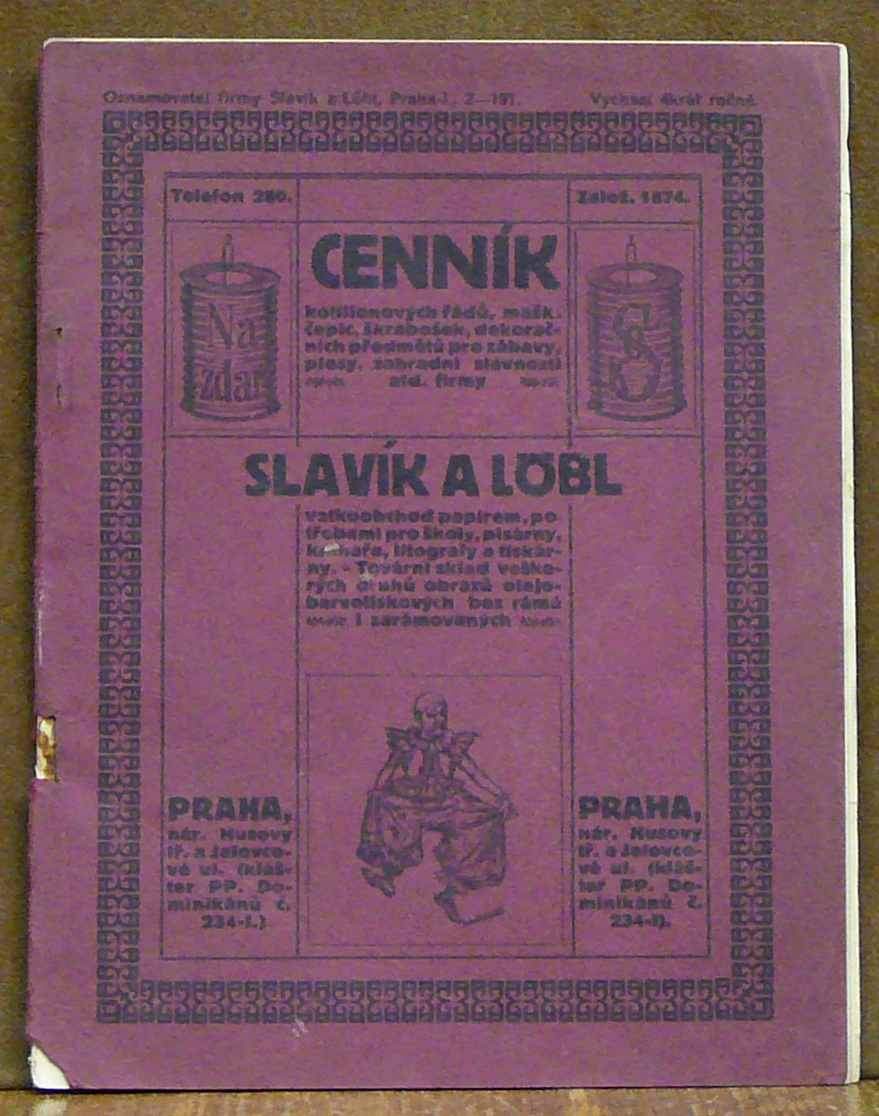 Oznamovatel firmy Slavík a Löbl, Praha-I. 2—191. Vychází 4krát ročně.
Telefon 280.
Založ. 1874.
CENNÍK
Na
zdar
kotilionových řádů, mašk.
čepic, škrabošek, dekorač-
ních předmětů pro zábavy,
plesy, zahradní slavnosti
atd. firmy
SLAVÍK A LÖBL
velkoobchod papírem, po
třebami pro školy, písárny,
knihaře, litografy a tiskár-
ny. - Tovární sklad veške-
rých druhů obrazů olejo-
barvotiskových bez rámů
i zarámovaných
PRAHA,
nár. Husovy
tř. a Jalovco-
vé ul. (kláš-
ter PP. Do-
minikánů č.
234-I.)
PRAHA,
nár. Husovy
tř. a Jalovco-
vé ul. (kláš-
ter PP. Do-
minikánů č.
234-I).